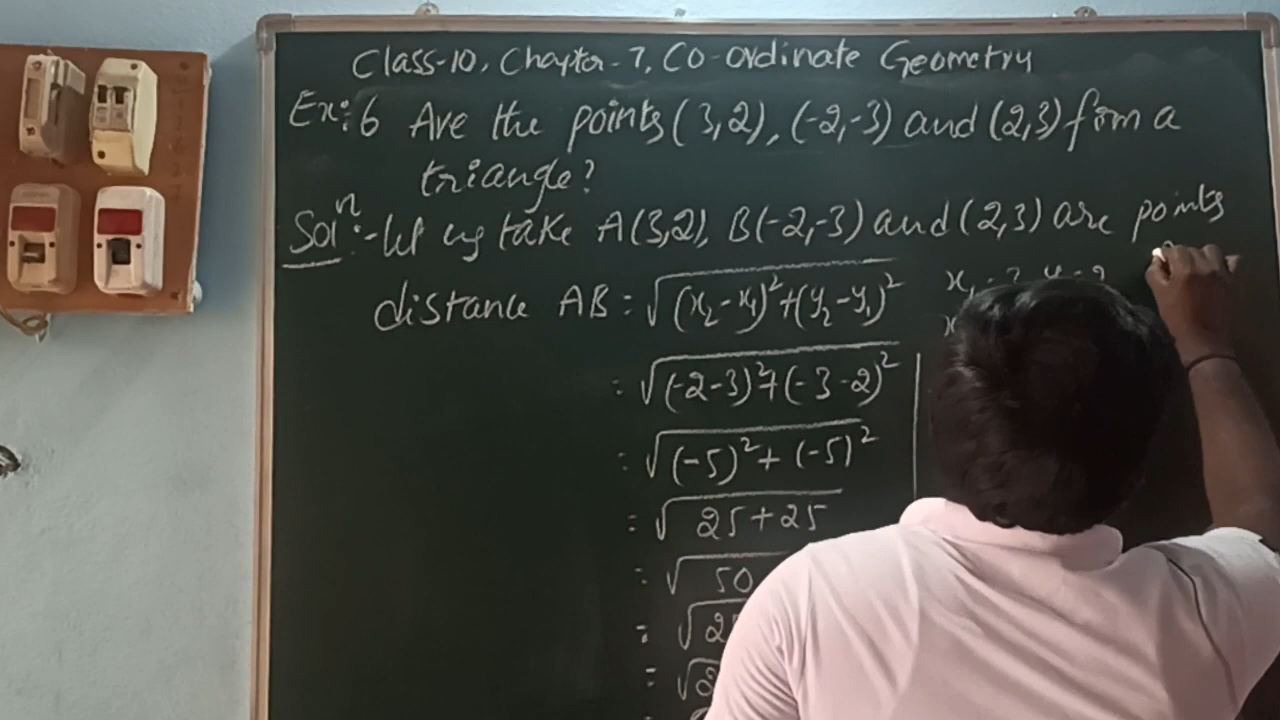 Class-10, Chapter-7, Co-ordinate Geometry
Ex:6 Are the points (3,2), (-2,-3) and (2,3) form a
triangle?
Solⁿ:- let us take A(3,2), B(-2,-3) and (2,3) are points
distance AB = √(x₂-x₁)²+(y₂-y₁)²
= √(-2-3)²+(-3-2)²
= √(-5)²+(-5)²
= √25+25
= √50